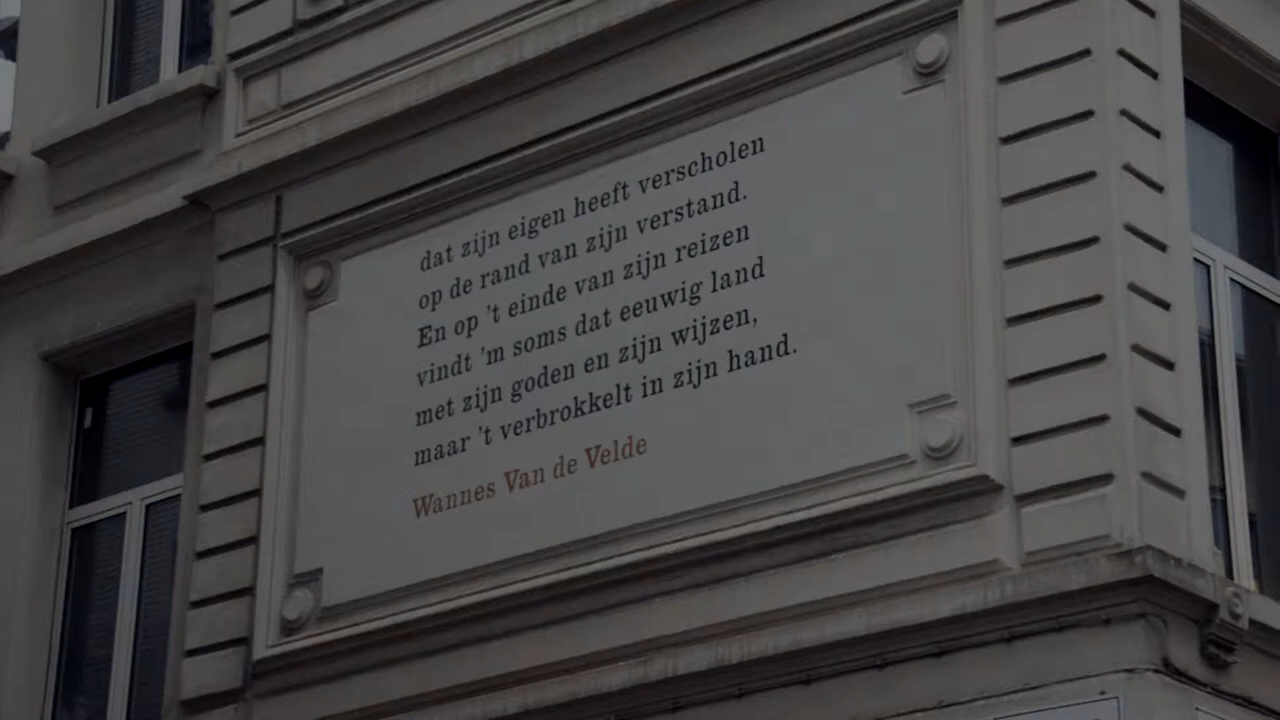 dat zijn eigen heeft verscholen
op de rand van zijn verstand.
En op ’t einde van zijn reizen
vindt ’m soms dat eeuwig land
met zijn goden en zijn wijzen,
maar ’t verbrokkelt in zijn hand.
Wannes Van de Velde